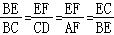 BE/BC = EF/CD = EF/AF = EC/BE